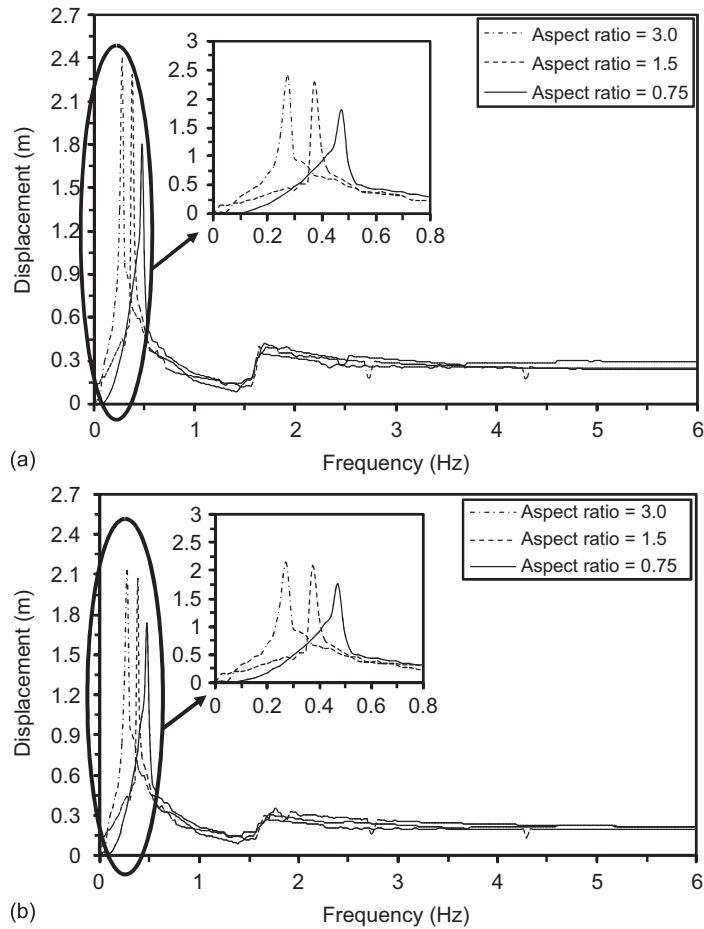 2.7
2.4
2.1
1.8
1.5
1.2
0.9
0.6
0.3
0
Displacement (m)
3
2.5
2
1.5
1
0.5
0
0 0.2 0.4 0.6 0.8
Aspect ratio = 3.0
Aspect ratio = 1.5
Aspect ratio = 0.75
0 1 2 3 4 5 6
(a)
Frequency (Hz)
2.7
2.4
2.1
1.8
1.5
1.2
0.9
0.6
0.3
0
Displacement (m)
3
2.5
2
1.5
1
0.5
0
0 0.2 0.4 0.6 0.8
Aspect ratio = 3.0
Aspect ratio = 1.5
Aspect ratio = 0.75
0 1 2 3 4 5 6
(b)
Frequency (Hz)